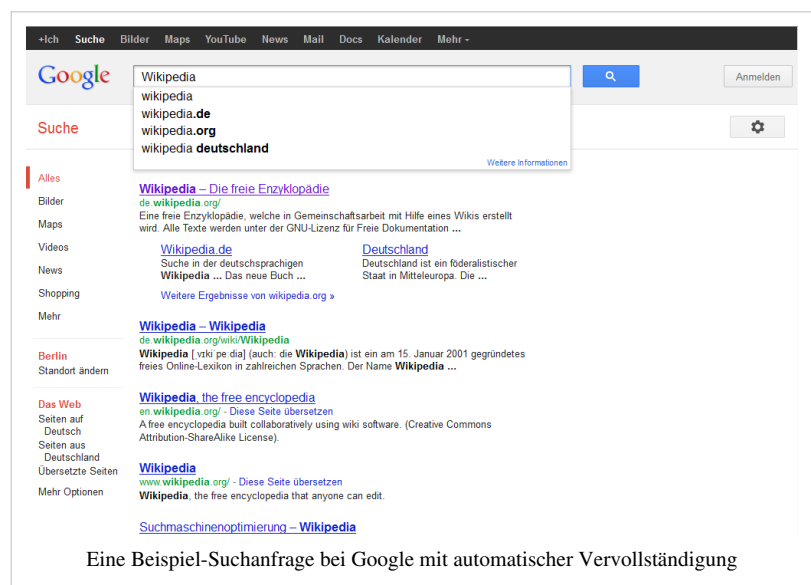 +Ich Suche Bilder Maps YouTube News Mail Docs Kalender Mehr
Google
Wikipedia
Anmelden
wikipedia
wikipedia.de
wikipedia.org
wikipedia deutschland
Weitere Informationen
Suche
Alles
Bilder
Maps
Videos
News
Shopping
Mehr
Berlin
Standort ändern
Das Web
Seiten auf
Deutsch
Seiten aus
Deutschland
Übersetzte Seiten
Mehr Optionen
Wikipedia – Die freie Enzyklopädie
de.wikipedia.org/
Eine freie Enzyklopädie, welche in Gemeinschaftsarbeit mit Hilfe eines Wikis erstellt
wird. Alle Texte werden unter der GNU-Lizenz für Freie Dokumentation ...
Wikipedia.de
Suche in der deutschsprachigen
Wikipedia ... Das neue Buch ...
Deutschland
Deutschland ist ein föderalistischer
Staat in Mitteleuropa. Die ...
Weitere Ergebnisse von wikipedia.org »
Wikipedia – Wikipedia
de.wikipedia.org/wiki/Wikipedia
Wikipedia [ˌvɪkiˈpeːdia] (auch: die Wikipedia) ist ein am 15. Januar 2001 gegründetes
freies Online-Lexikon in zahlreichen Sprachen. Der Name Wikipedia ...
Wikipedia, the free encyclopedia
en.wikipedia.org/ - Diese Seite übersetzen
A free encyclopedia built collaboratively using wiki software. (Creative Commons
Attribution-ShareAlike License).
Wikipedia
www.wikipedia.org/ - Diese Seite übersetzen
Wikipedia, the free encyclopedia that anyone can edit.
Suchmaschinenoptimierung – Wikipedia
Eine Beispiel-Suchanfrage bei Google mit automatischer Vervollständigung